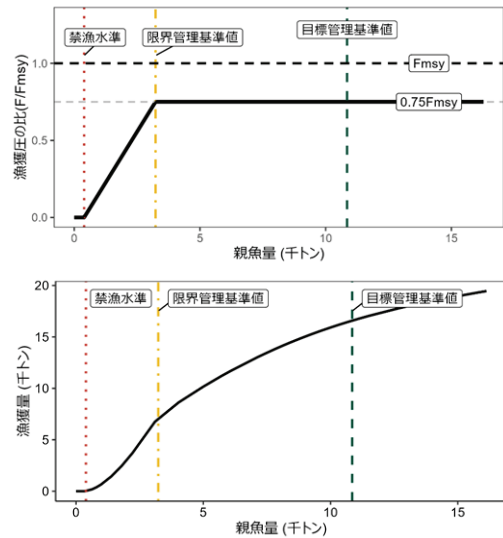 禁漁水準
限界管理基準値
目標管理基準値
Fmsy
0.75Fmsy
1.0
0.5
0.0
漁獲圧の比(F/Fmsy)
0
5
10
15
親魚量 (千トン)
禁漁水準
限界管理基準値
目標管理基準値
20
15
10
5
0
漁獲量 (千トン)
0
5
10
15
親魚量 (千トン)